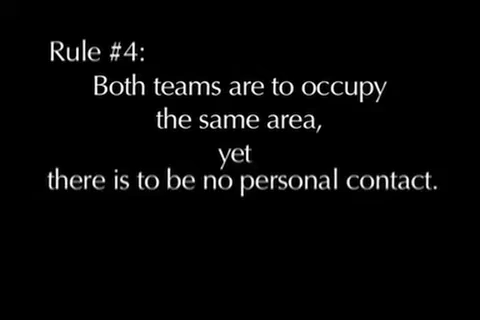 Rule #4:
Both teams are to occupy
the same area,
yet
there is to be no personal contact.